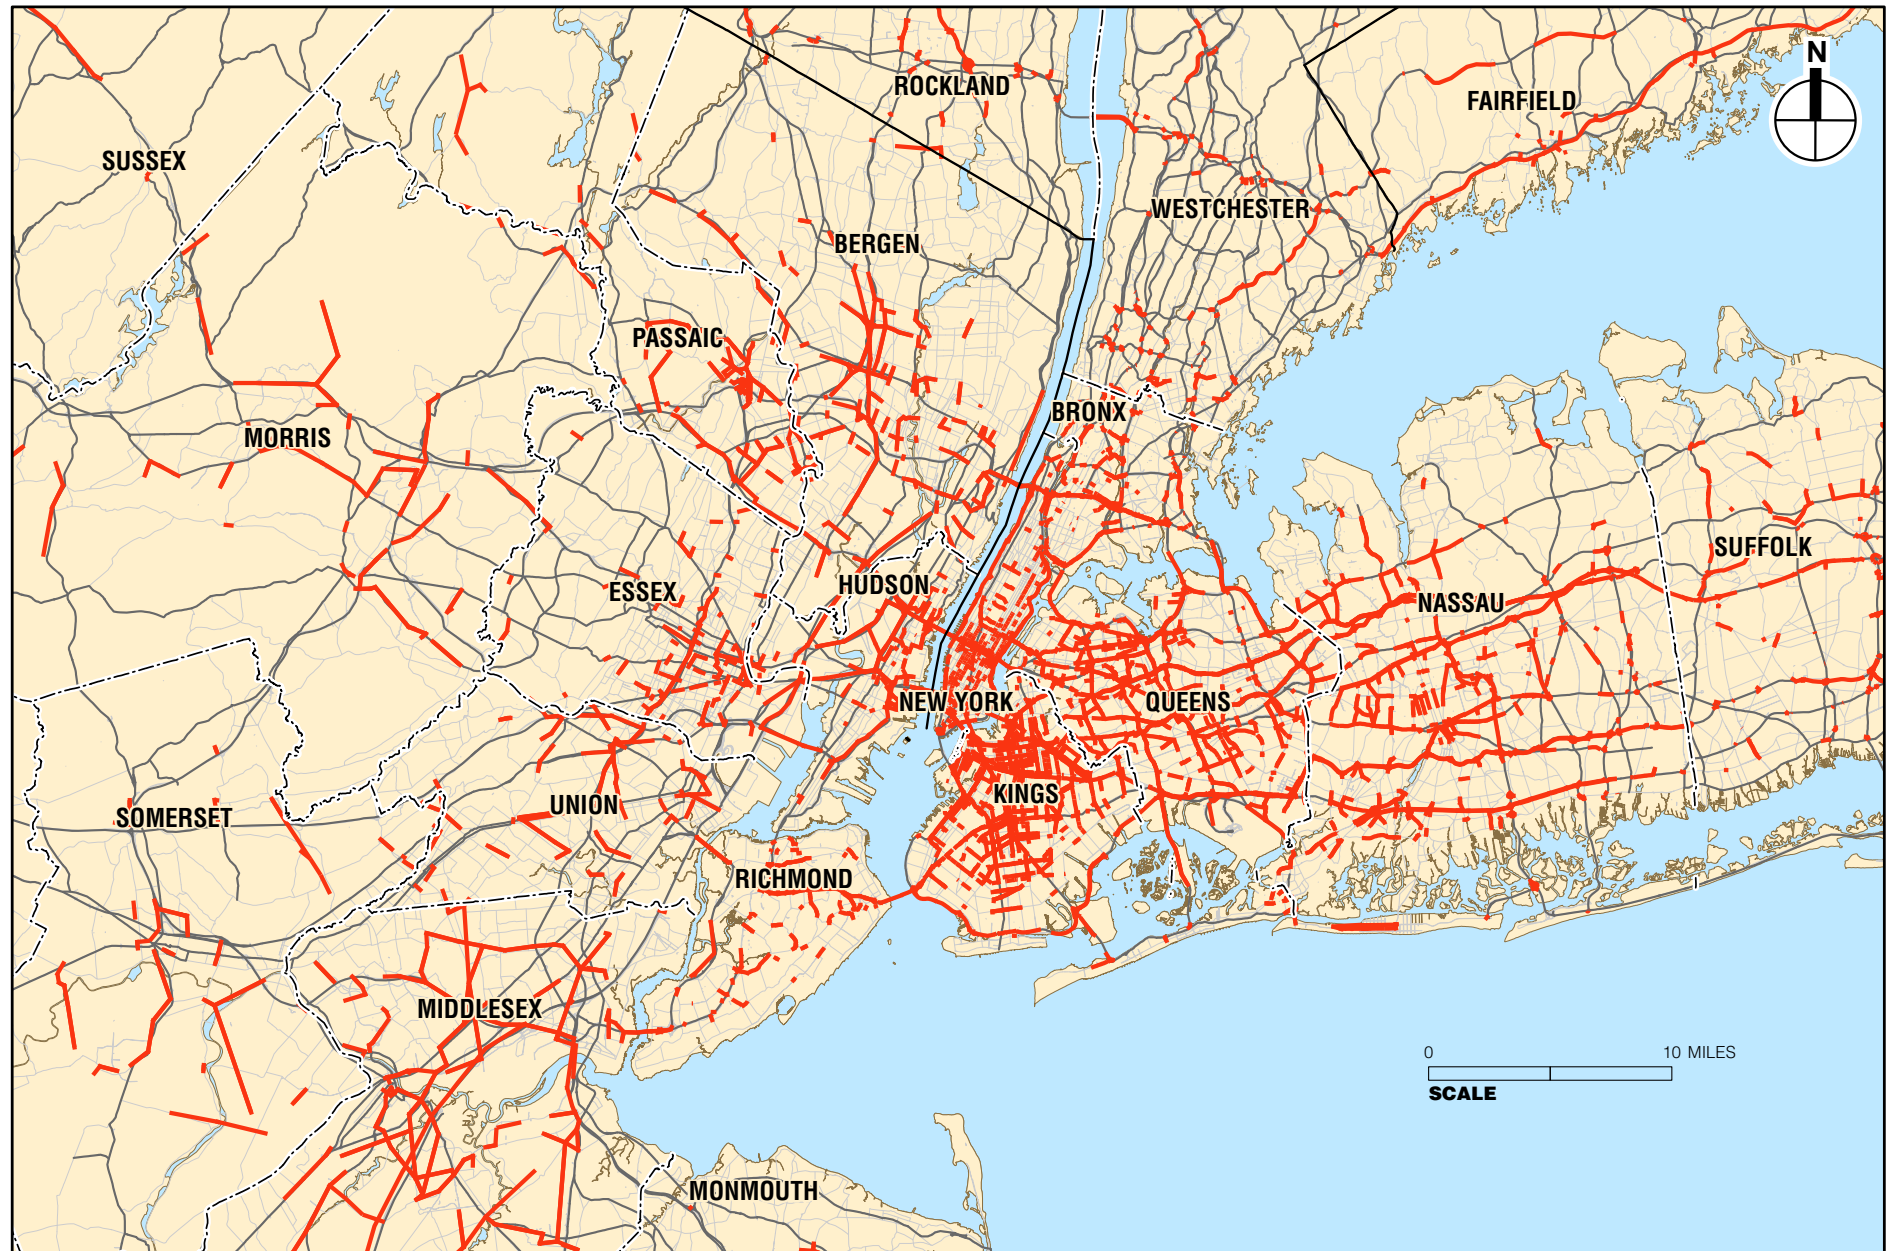 N
ROCKLAND
FAIRFIELD
SUSSEX
WESTCHESTER
BERGEN
PASSAIC
BRONX
MORRIS
SUFFOLK
HUDSON
ESSEX
NASSAU
NEW YORK
QUEENS
KINGS
UNION
SOMERSET
RICHMOND
MIDDLESEX
0 10 MILES
SCALE
MONMOUTH